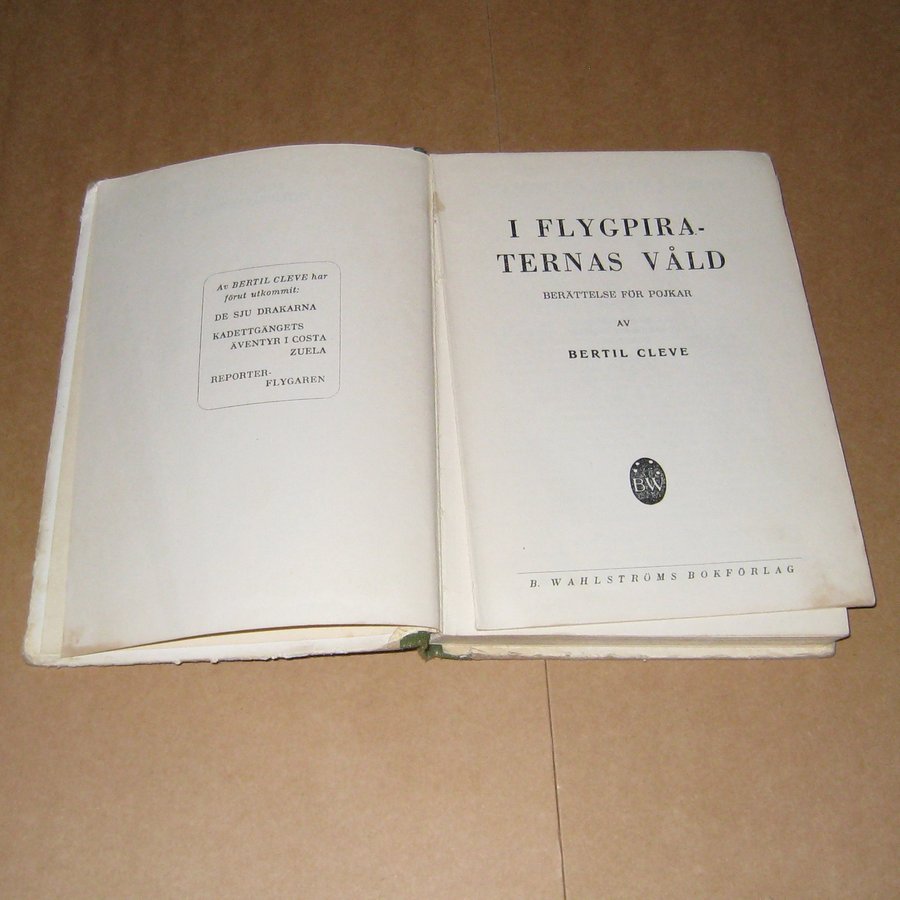 Av BERTIL CLEVE har
förut utkommit:
DE SJU DRAKARNA
KADETTGÄNGETS
ÄVENTYR I COSTA
ZUELA
REPORTER-
FLYGAREN
I FLYGPIRA-
TERNAS VÅLD
BERÄTTELSE FÖR POJKAR
AV
BERTIL CLEVE
B W
B. WAHLSTRÖMS BOKFÖRLAG